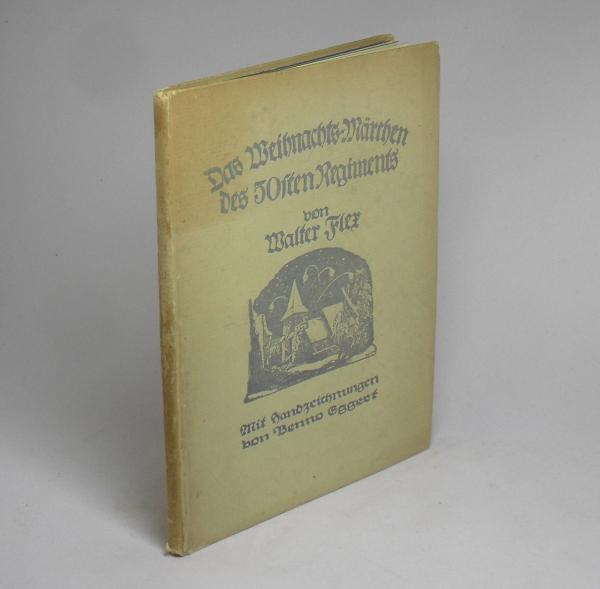 Das Weihnachts-Märchen
des 50sten Regiments
von
Walter Flex
Mit Handzeichnungen
von Benno Eggert